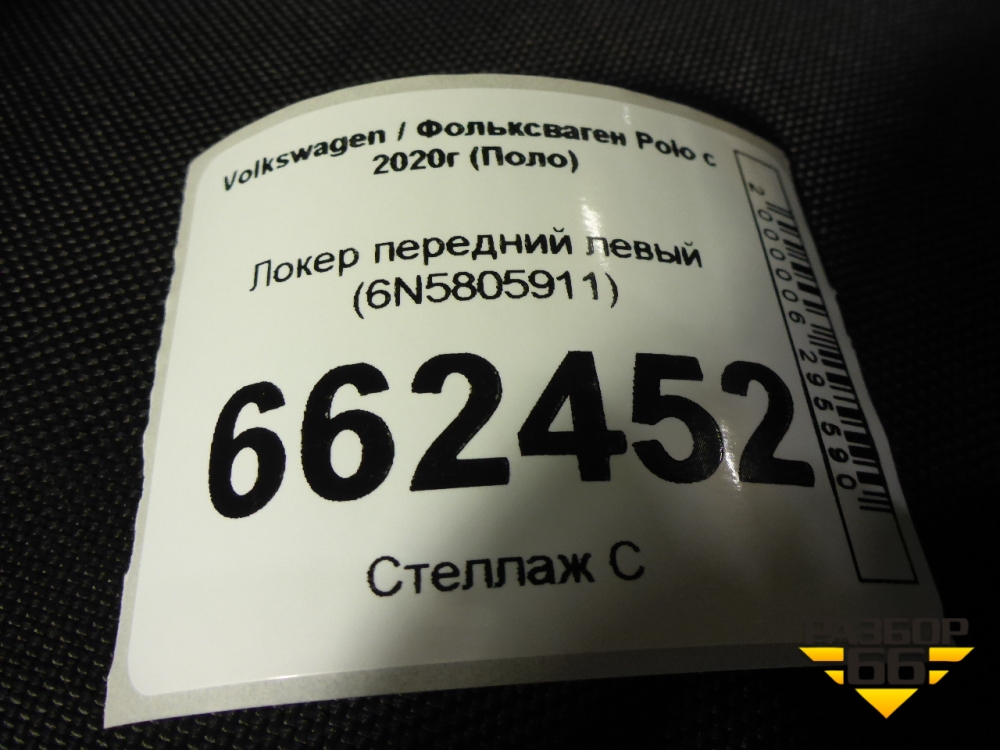 Volkswagen / Фольксваген Polo с
2020г (Поло)
Локер передний левый
(6N5805911)
662452
Стеллаж С
2000006295590
РАЗБОР
66